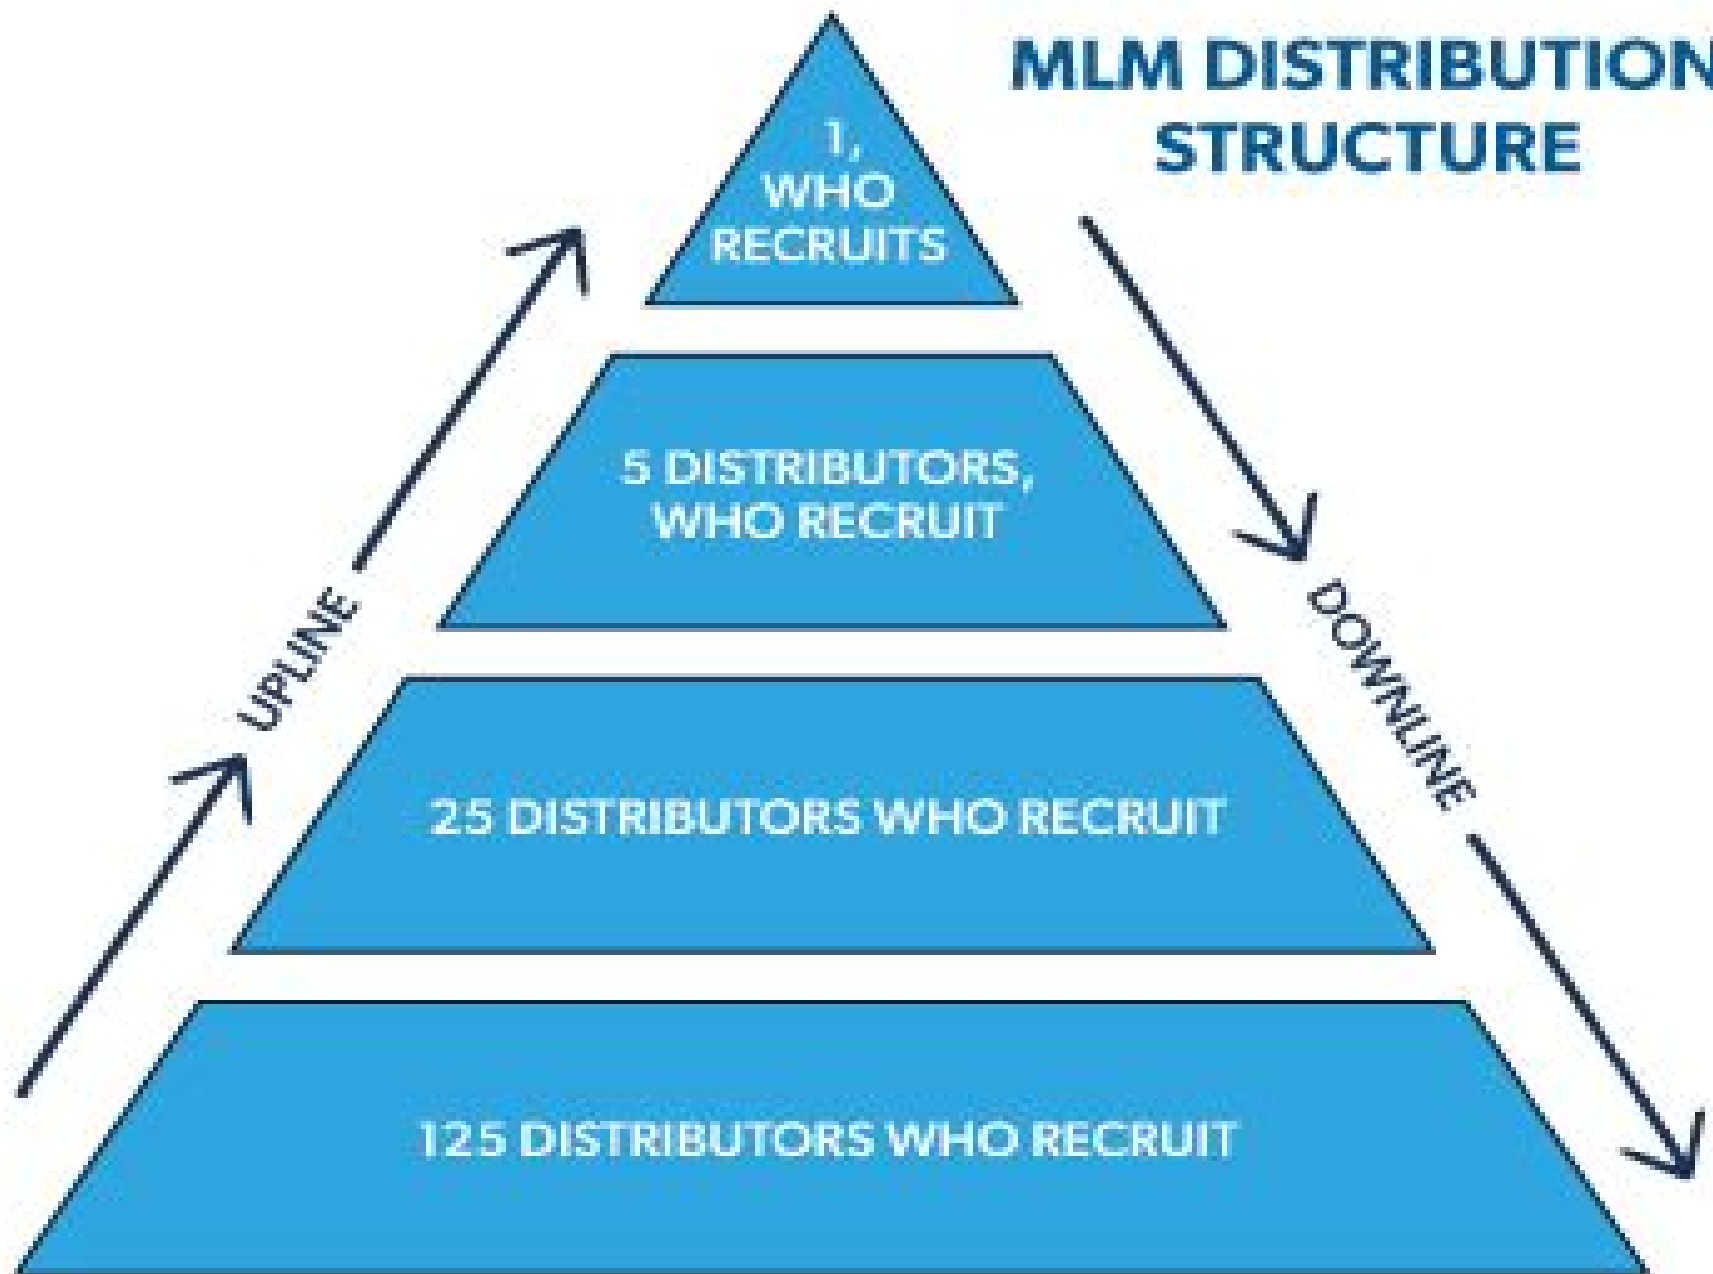 MLM DISTRIBUTION
STRUCTURE
1,
WHO
RECRUITS
5 DISTRIBUTORS,
WHO RECRUIT
UPLINE
DOWNLINE
25 DISTRIBUTORS WHO RECRUIT
125 DISTRIBUTORS WHO RECRUIT